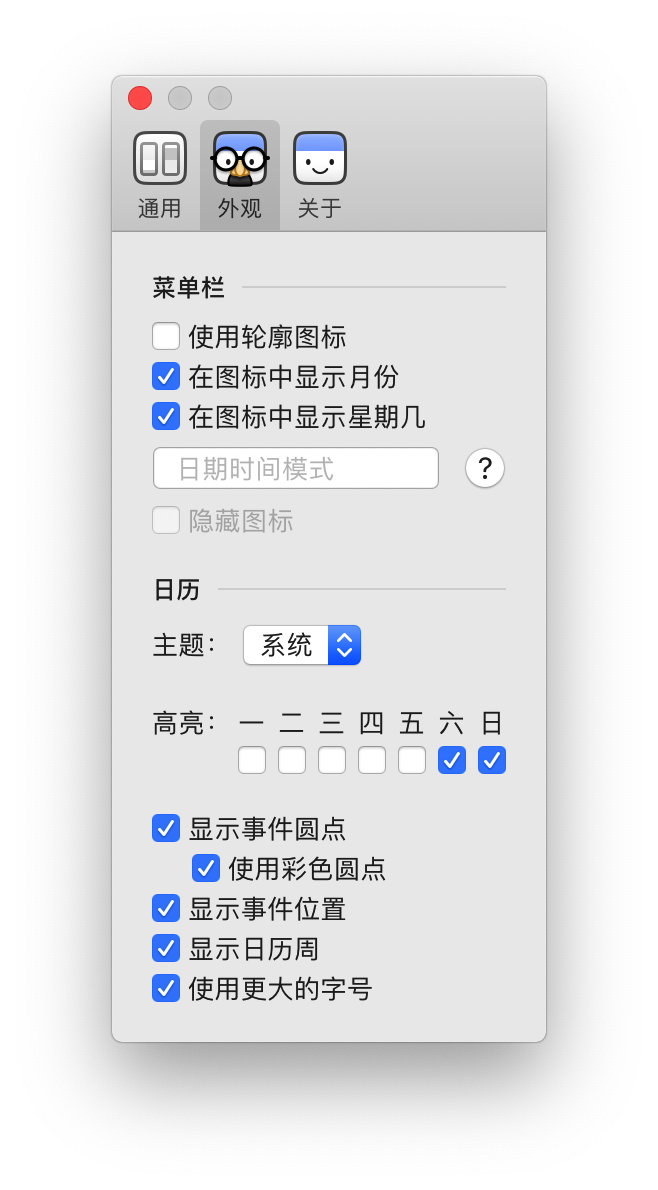 通用 外观 关于
菜单栏
使用轮廓图标
在图标中显示月份
在图标中显示星期几
日期时间模式 ?
隐藏图标
日历
主题： 系统
高亮： 一 二 三 四 五 六 日
显示事件圆点
使用彩色圆点
显示事件位置
显示日历周
使用更大的字号